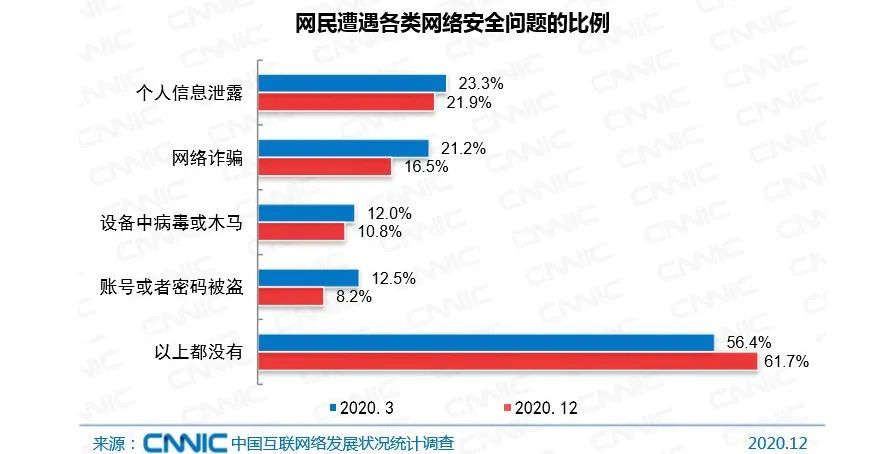 网民遭遇各类网络安全问题的比例
个人信息泄露
23.3%
21.9%
网络诈骗
21.2%
16.5%
设备中病毒或木马
12.0%
10.8%
账号或者密码被盗
12.5%
8.2%
以上都没有
56.4%
61.7%
2020. 3
2020. 12
来源：CNNIC 中国互联网络发展状况统计调查
2020.12